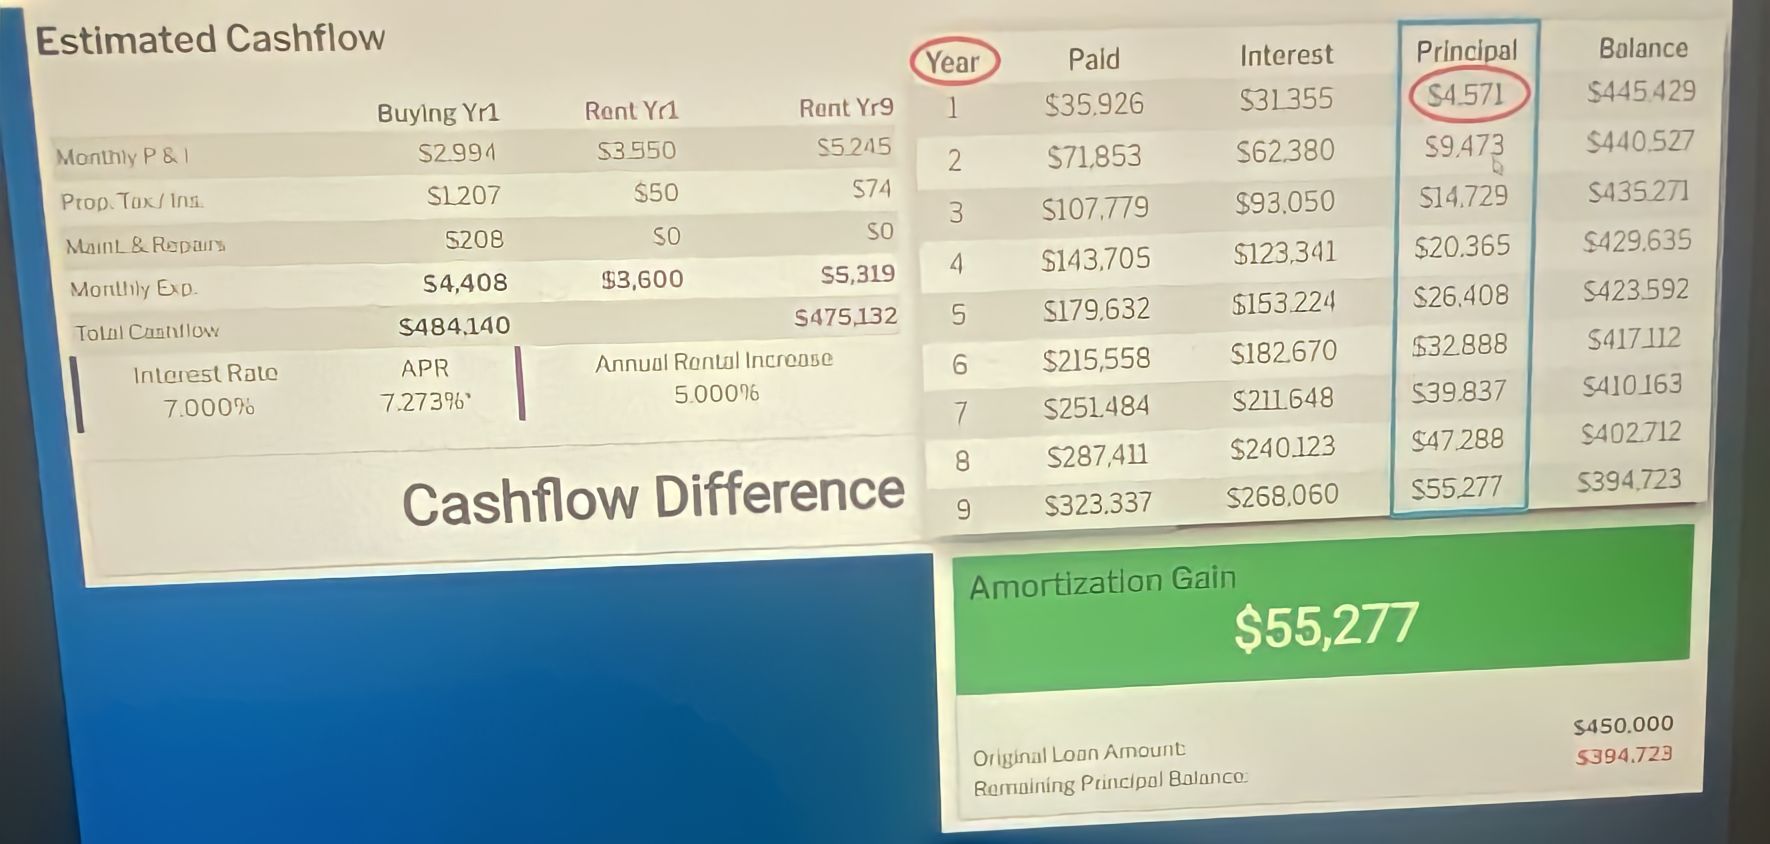 Estimated Cashflow
Buying Yr1 Rent Yr1 Rent Yr9
Monthly P & I $2,994 $3,550 $5,245
Prop. Tax / Ins. $1,207 $50 $74
Maint. & Repairs $208 $0 $0
Monthly Exp. $4,408 $3,600 $5,319
Total Cashflow $484,140 $475,132
Interest Rate APR Annual Rental Increase
7.000% 7.273%* 5.000%
Cashflow Difference
Year Paid Interest Principal Balance
1 $35,926 $31,355 $4,571 $445,429
2 $71,853 $62,380 $9,473 $440,527
3 $107,779 $93,050 $14,729 $435,271
4 $143,705 $123,341 $20,365 $429,635
5 $179,632 $153,224 $26,408 $423,592
6 $215,558 $182,670 $32,888 $417,112
7 $251,484 $211,648 $39,837 $410,163
8 $287,411 $240,123 $47,288 $402,712
9 $323,337 $268,060 $55,277 $394,723
Amortization Gain
$55,277
Original Loan Amount: $450,000
Remaining Principal Balance: $394,723